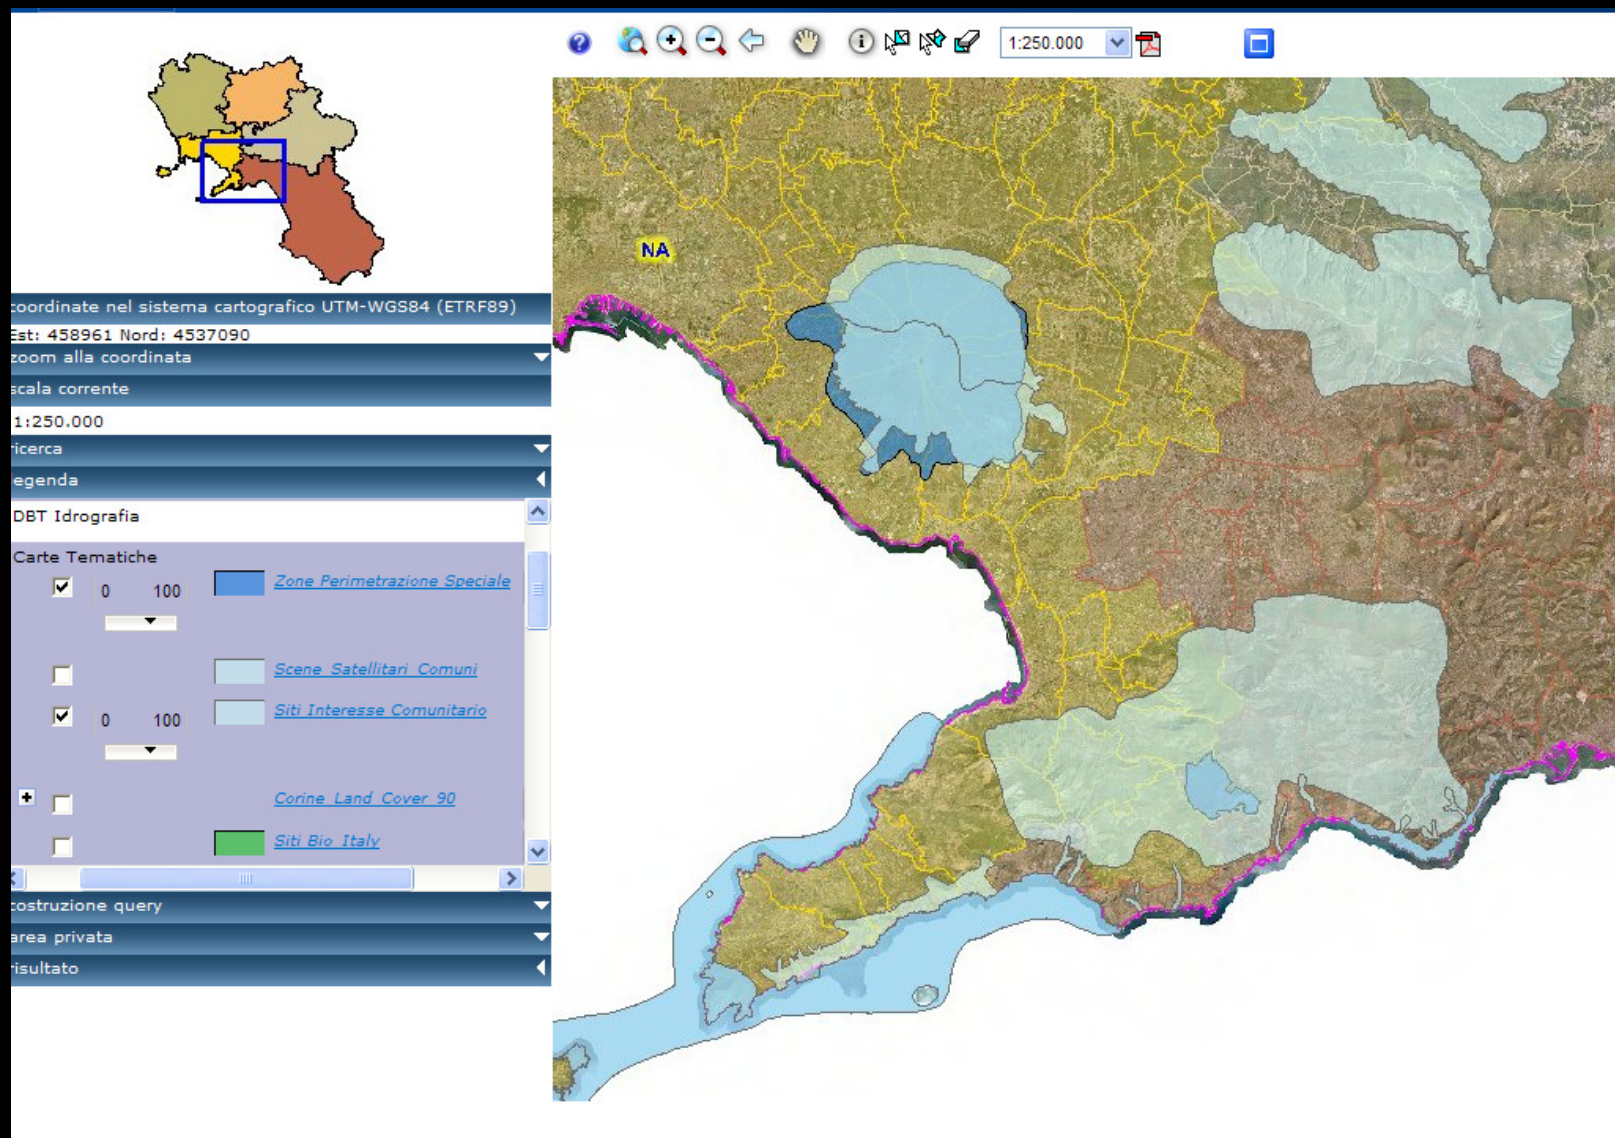 1:250.000
NA
coordinate nel sistema cartografico UTM-WGS84 (ETRF89)
Est: 458961 Nord: 4537090
zoom alla coordinata
scala corrente
1:250.000
ricerca
legenda
DBT Idrografia
Carte Tematiche
0 100 Zone Perimetrazione Speciale
Scene Satellitari Comuni
0 100 Siti Interesse Comunitario
Corine Land Cover 90
Siti Bio Italy
costruzione query
area privata
risultato